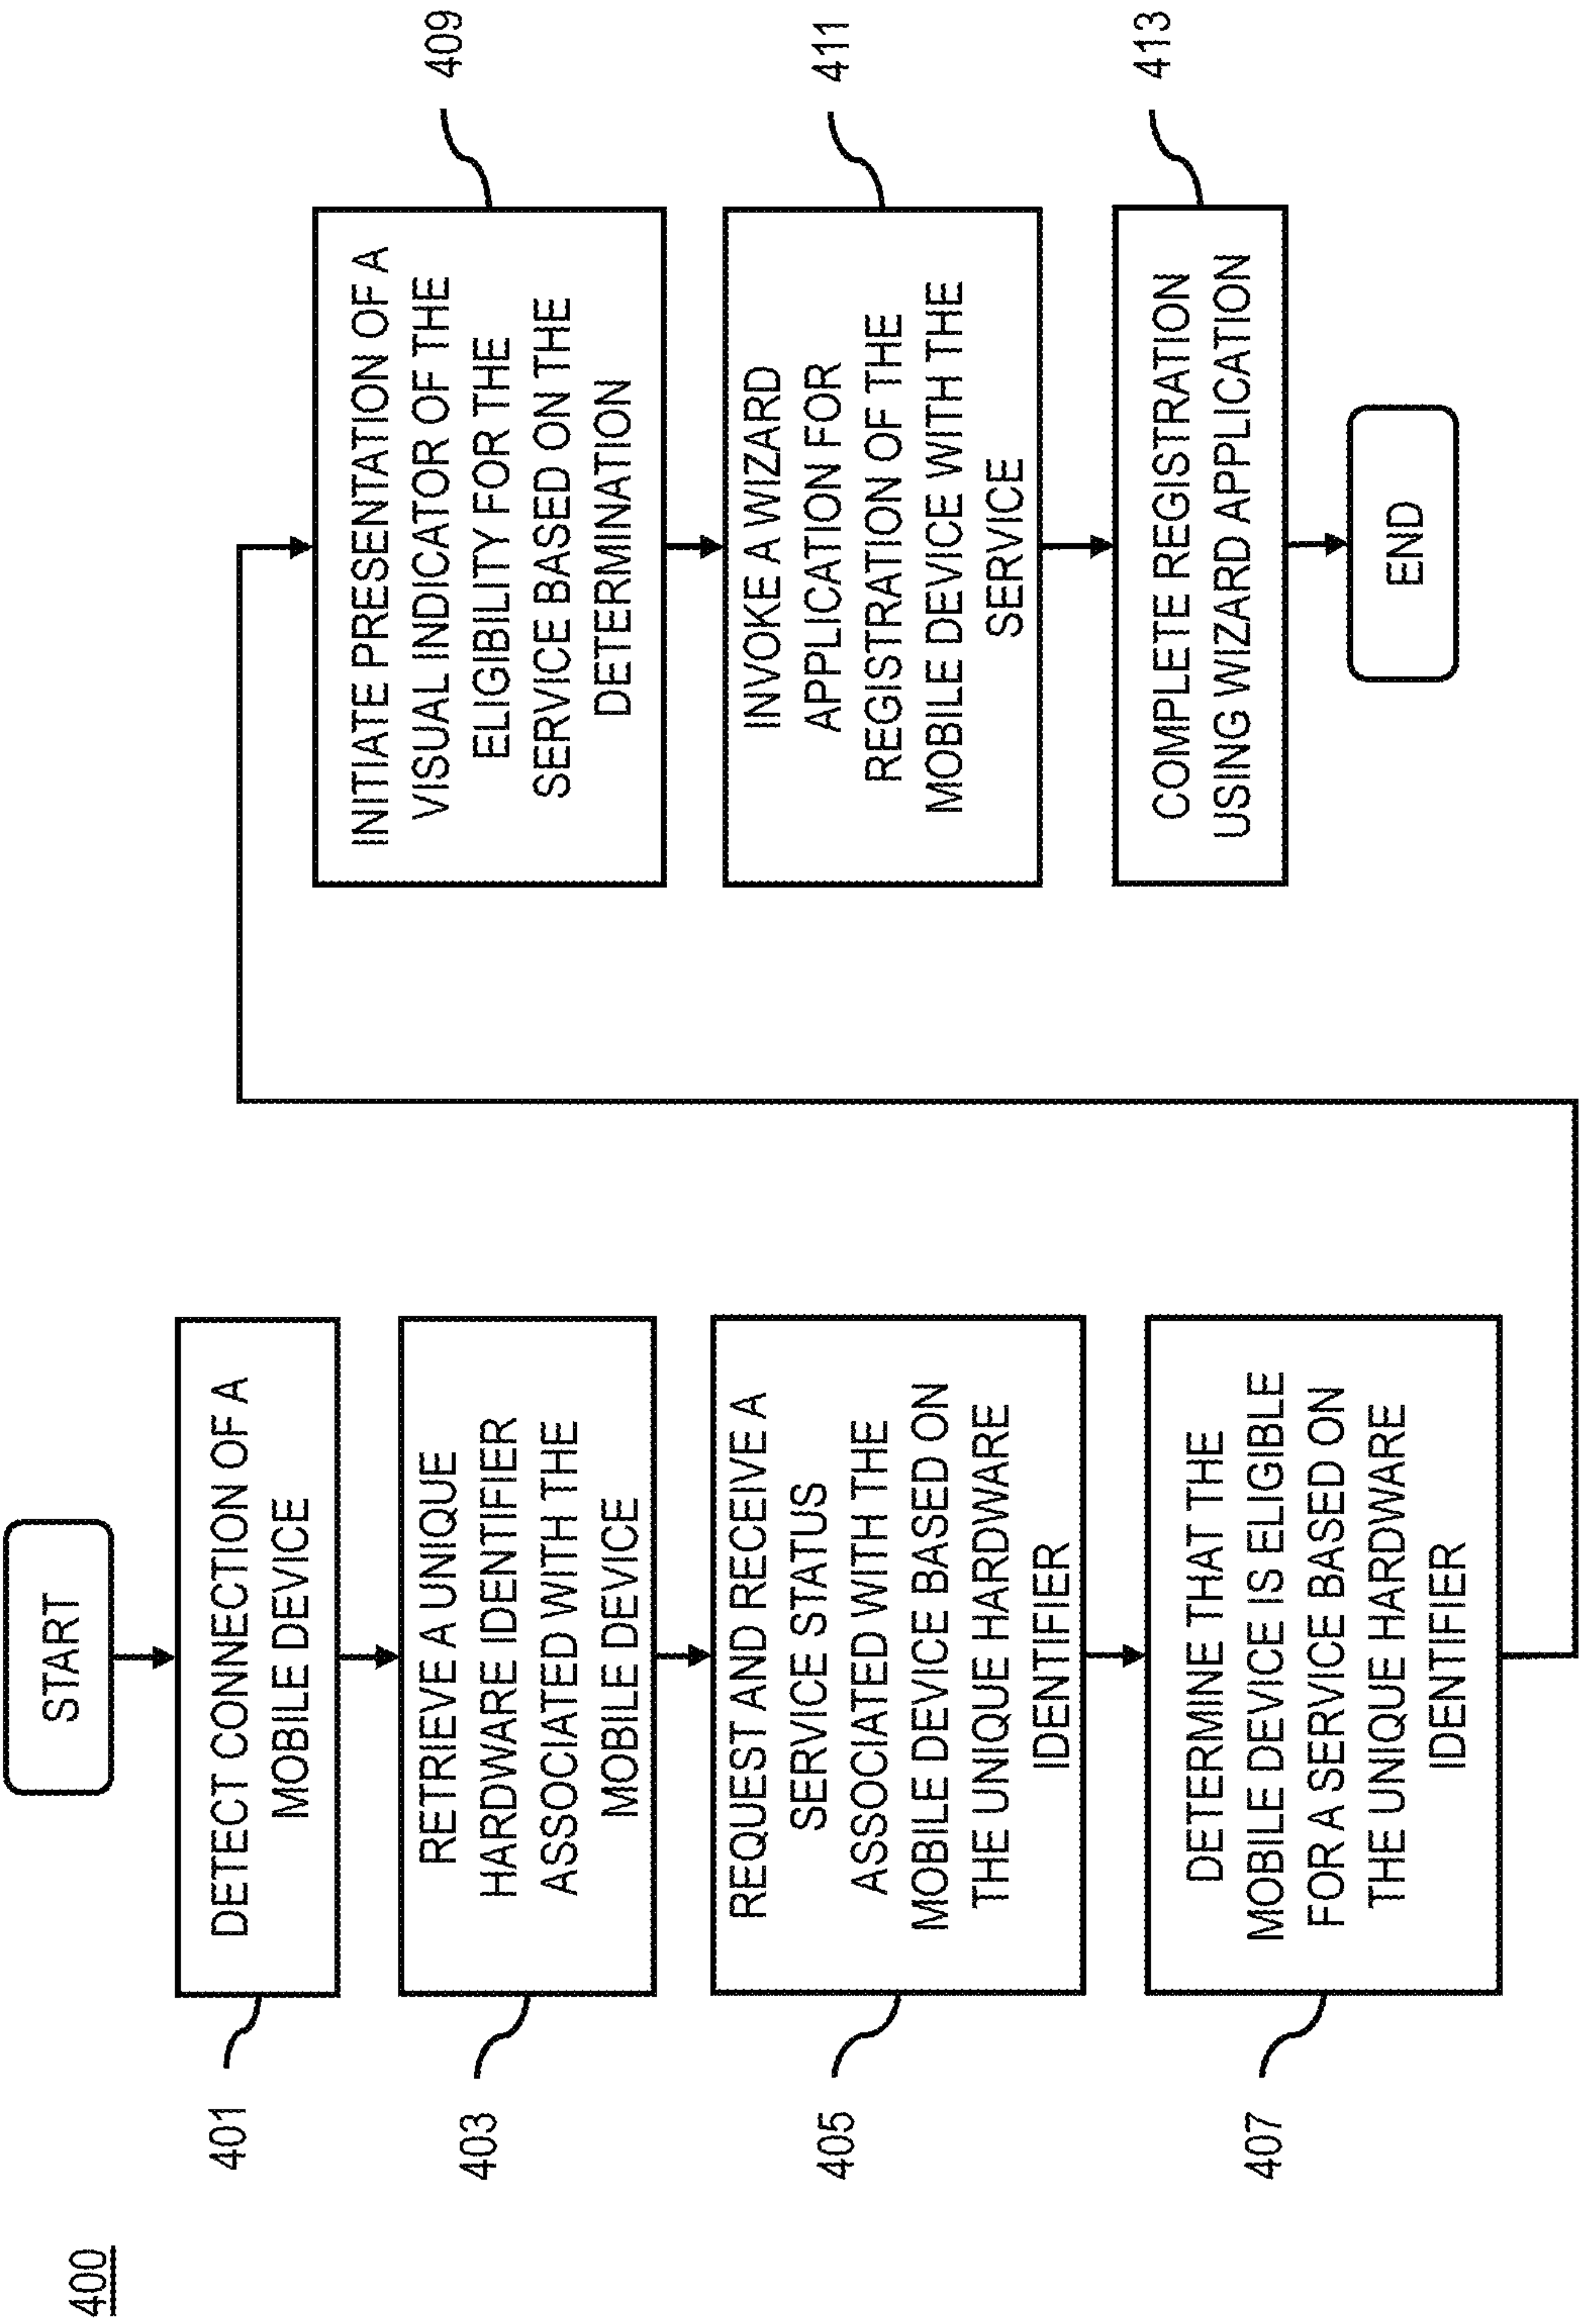 400
START
401
DETECT CONNECTION OF A
MOBILE DEVICE
403
RETRIEVE A UNIQUE
HARDWARE IDENTIFIER
ASSOCIATED WITH THE
MOBILE DEVICE
405
REQUEST AND RECEIVE A
SERVICE STATUS
ASSOCIATED WITH THE
MOBILE DEVICE BASED ON
THE UNIQUE HARDWARE
IDENTIFIER
407
DETERMINE THAT THE
MOBILE DEVICE IS ELIGIBLE
FOR A SERVICE BASED ON
THE UNIQUE HARDWARE
IDENTIFIER
INITIATE PRESENTATION OF A
VISUAL INDICATOR OF THE
ELIGIBILITY FOR THE
SERVICE BASED ON THE
DETERMINATION
409
INVOKE A WIZARD
APPLICATION FOR
REGISTRATION OF THE
MOBILE DEVICE WITH THE
SERVICE
411
COMPLETE REGISTRATION
USING WIZARD APPLICATION
413
END